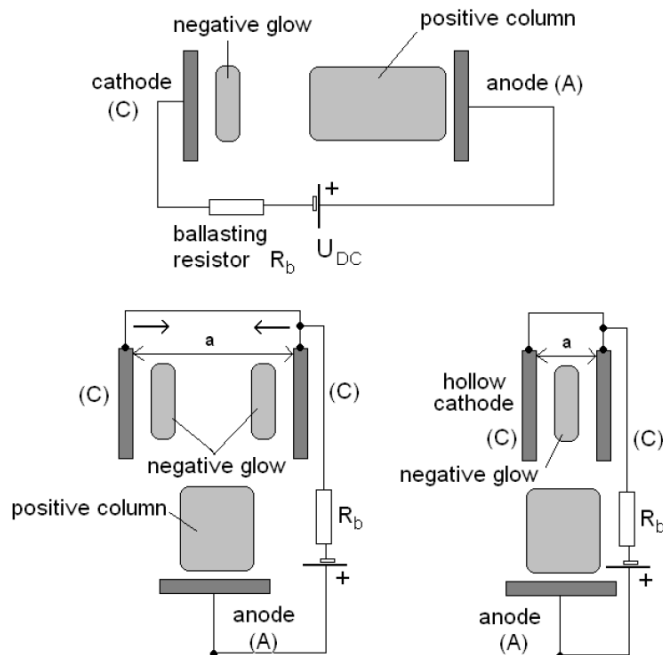 negative glow
positive column
cathode
(C)
anode (A)
+
ballasting
resistor R_b
U_DC
a
(C)
(C)
negative glow
positive column
R_b
+
anode
(A)
a
hollow
cathode
(C)
(C)
negative glow
R_b
+
anode
(A)